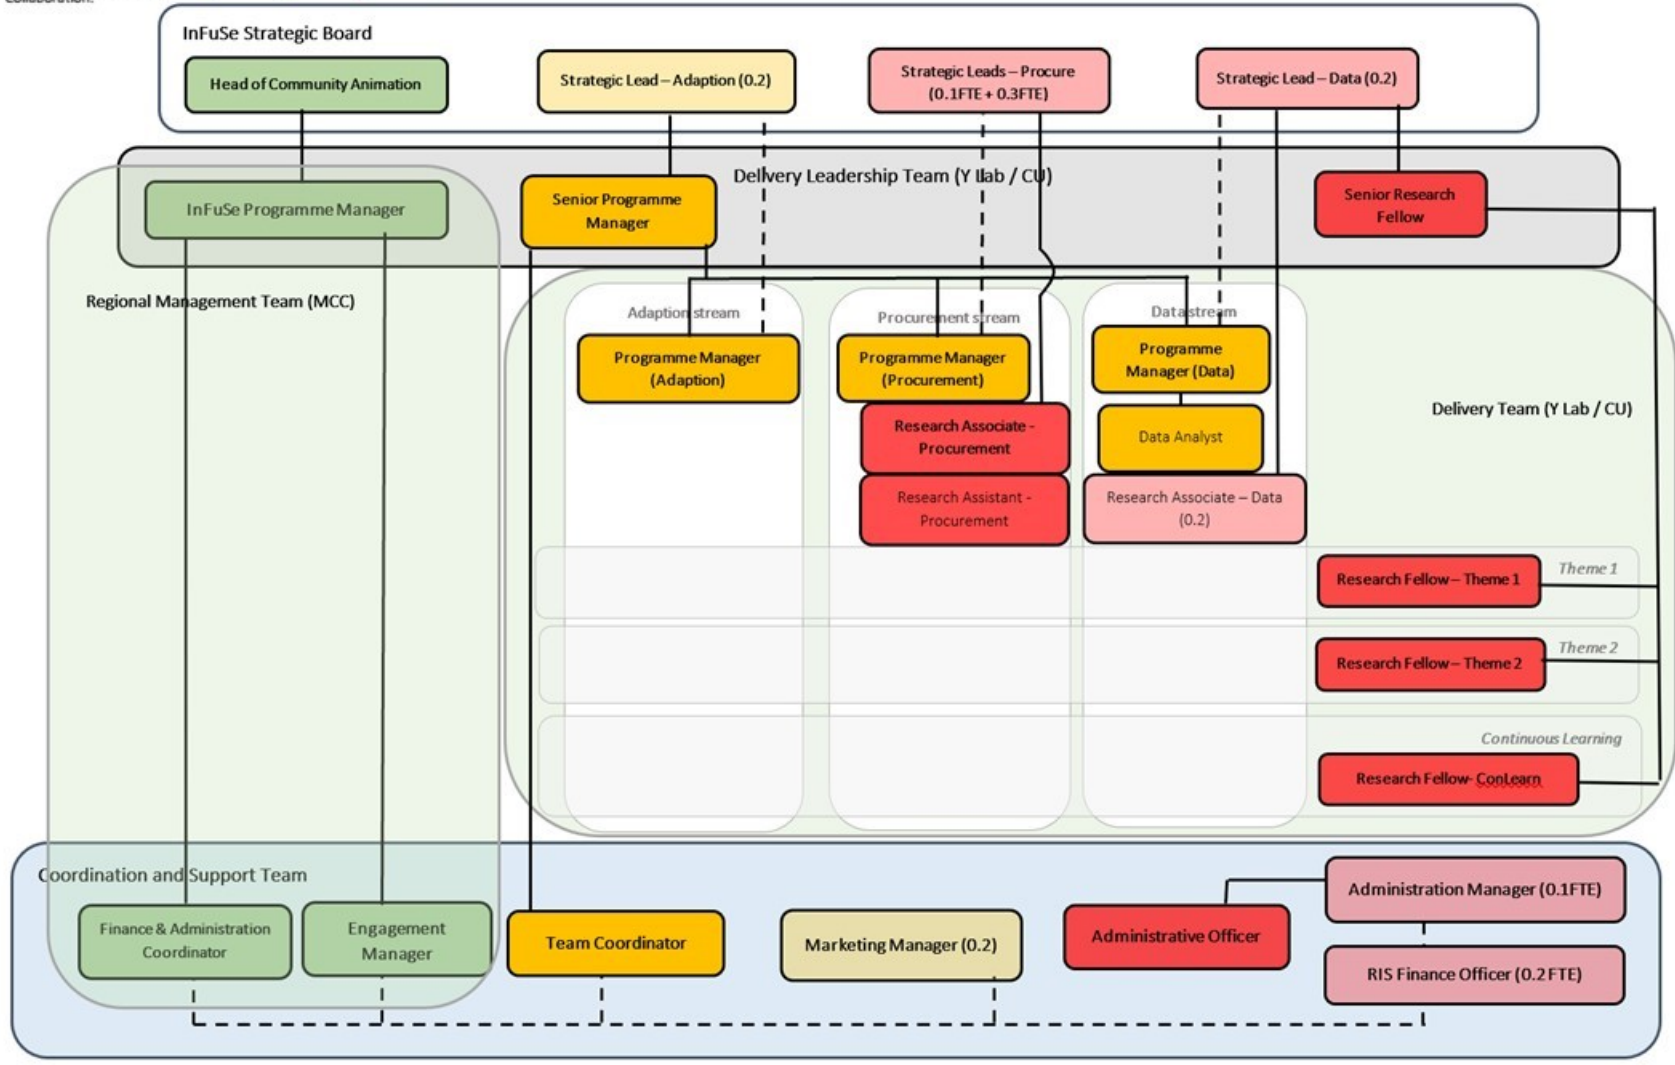 Collaboration.
InFuSe Strategic Board
Head of Community Animation
Strategic Lead – Adaption (0.2)
Strategic Leads – Procure
(0.1FTE + 0.3FTE)
Strategic Lead – Data (0.2)
Delivery Leadership Team (Y Lab / CU)
InFuSe Programme Manager
Senior Programme
Manager
Senior Research
Fellow
Regional Management Team (MCC)
Adaption stream
Procurement stream
Data stream
Programme Manager
(Adaption)
Programme Manager
(Procurement)
Programme
Manager (Data)
Delivery Team (Y Lab / CU)
Research Associate -
Procurement
Data Analyst
Research Assistant -
Procurement
Research Associate – Data
(0.2)
Research Fellow – Theme 1
Theme 1
Research Fellow – Theme 2
Theme 2
Continuous Learning
Research Fellow- ConLearn
Coordination and Support Team
Finance & Administration
Coordinator
Engagement
Manager
Team Coordinator
Marketing Manager (0.2)
Administrative Officer
Administration Manager (0.1FTE)
RIS Finance Officer (0.2 FTE)